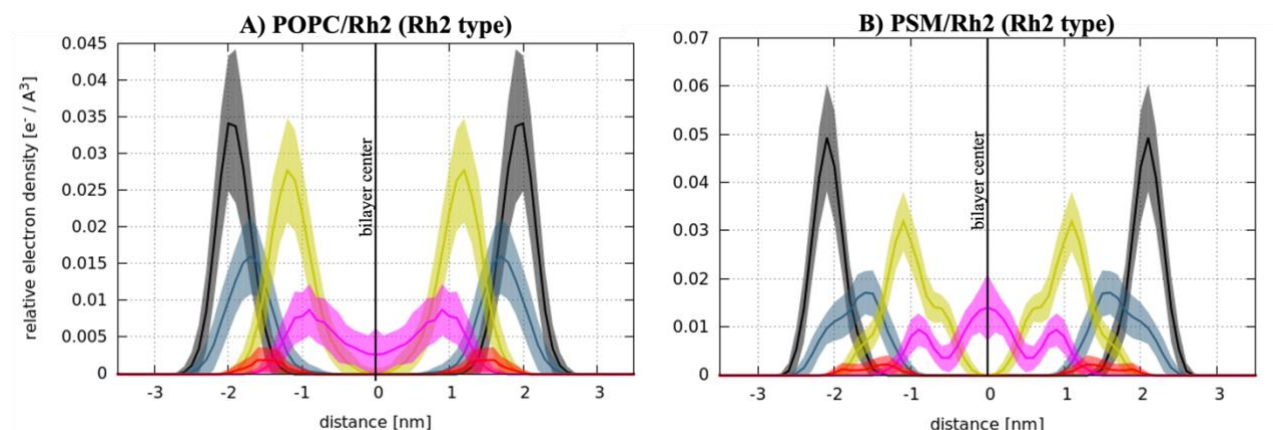 A) POPC/Rh2 (Rh2 type)
relative electron density [e⁻ / A³]
0.045
0.04
0.035
0.03
0.025
0.02
0.015
0.01
0.005
0
bilayer center
-3 -2 -1 0 1 2 3
distance [nm]
B) PSM/Rh2 (Rh2 type)
0.07
0.06
0.05
0.04
0.03
0.02
0.01
0
bilayer center
-3 -2 -1 0 1 2 3
distance [nm]